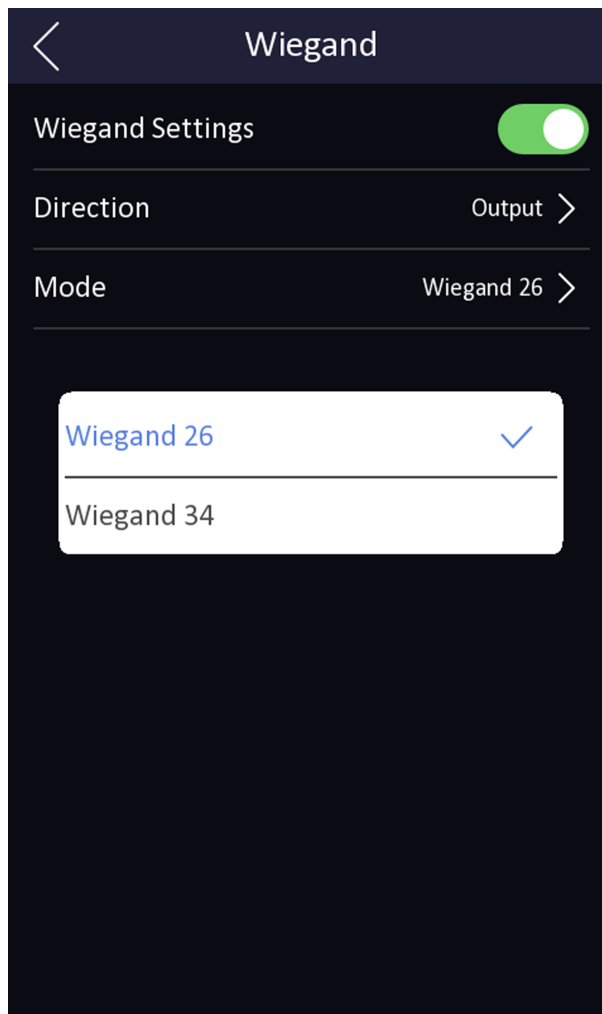 Wiegand
Wiegand Settings
Direction Output
Mode Wiegand 26
Wiegand 26
Wiegand 34